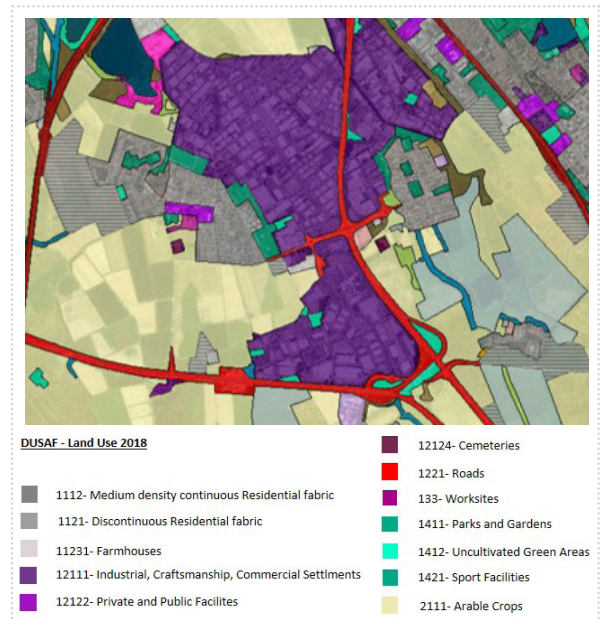 DUSAF - Land Use 2018
1112- Medium density continuous Residential fabric
1121- Discontinuous Residential fabric
11231- Farmhouses
12111- Industrial, Craftsmanship, Commercial Settlments
12122- Private and Public Facilites
12124- Cemeteries
1221- Roads
133- Worksites
1411- Parks and Gardens
1412- Uncultivated Green Areas
1421- Sport Facilities
2111- Arable Crops